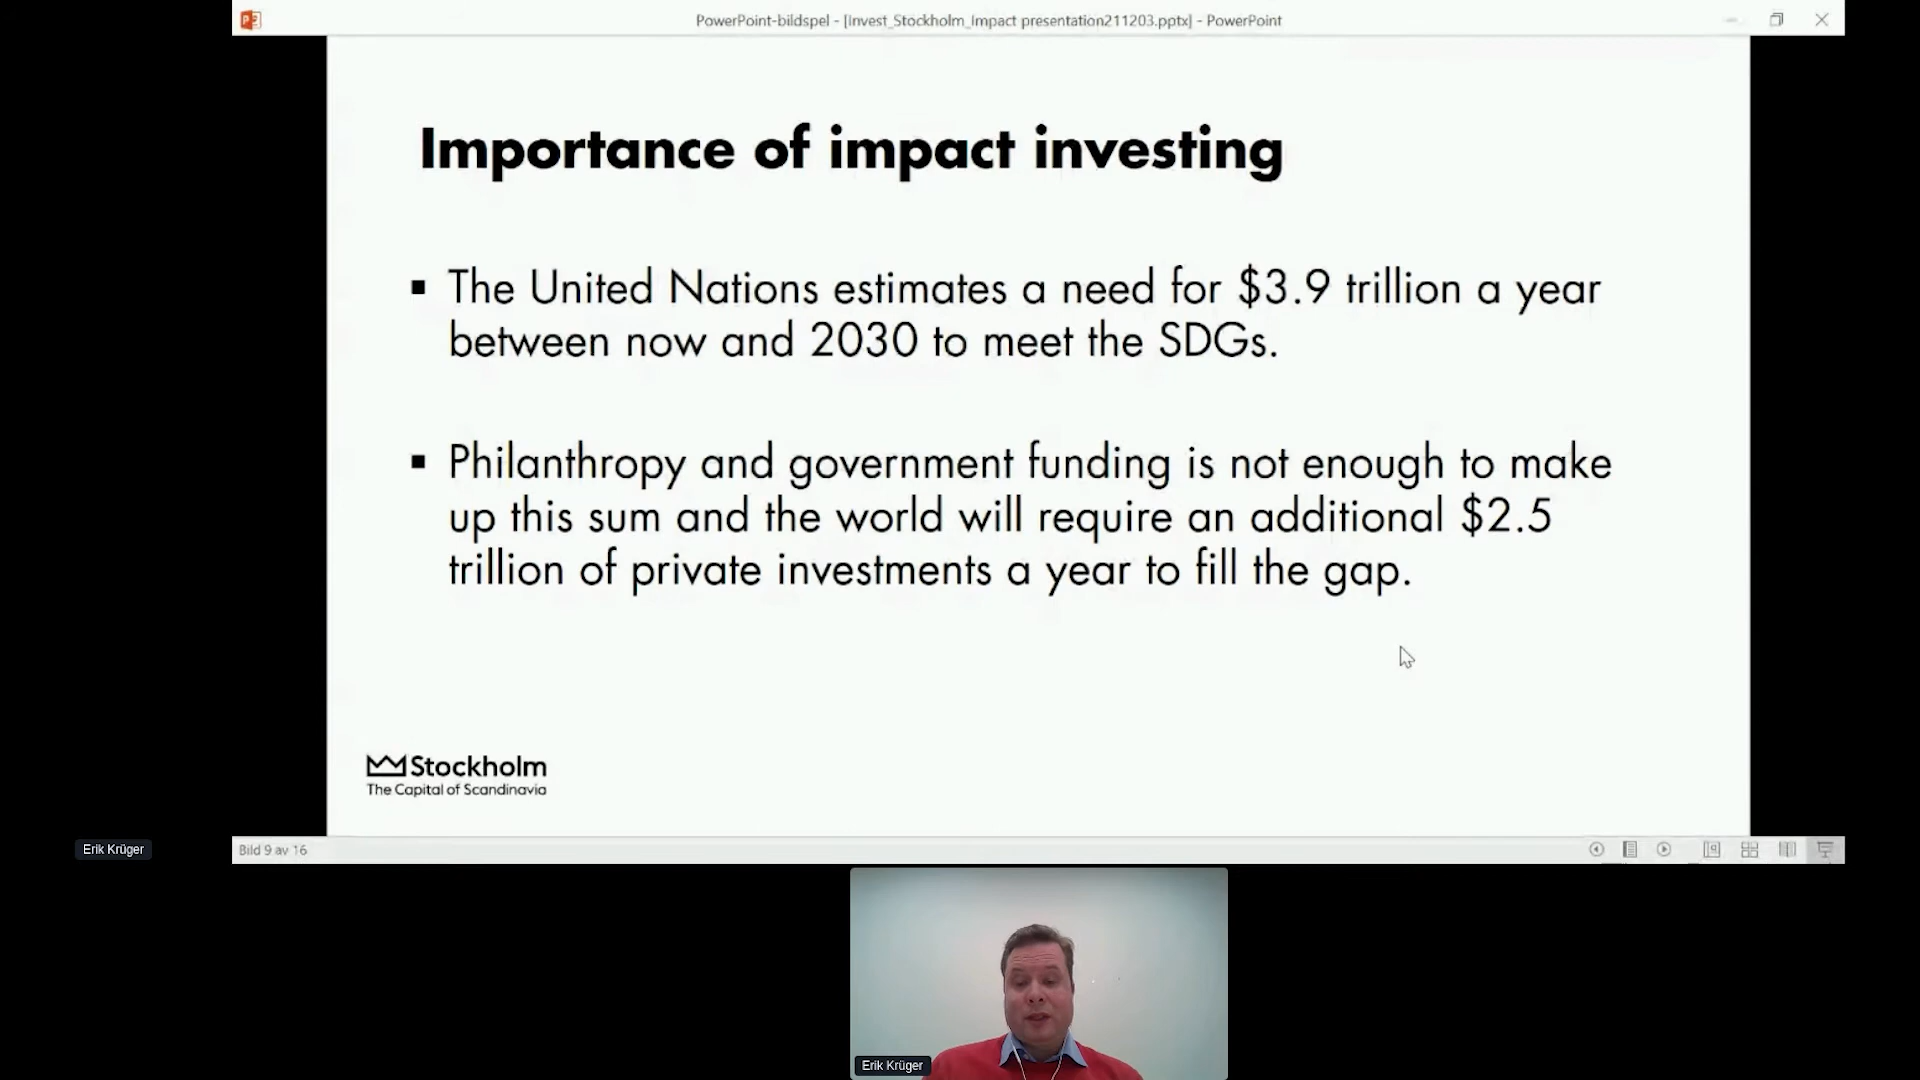 PowerPoint-bildspel - [Invest_Stockholm_Impact presentation211203.pptx] - PowerPoint
Importance of impact investing
▪ The United Nations estimates a need for $3.9 trillion a year
between now and 2030 to meet the SDGs.
▪ Philanthropy and government funding is not enough to make
up this sum and the world will require an additional $2.5
trillion of private investments a year to fill the gap.
Stockholm
The Capital of Scandinavia
Erik Krüger
Bild 9 av 16
Erik Krüger